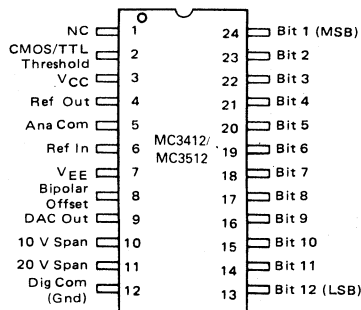 NC 1 24 Bit 1 (MSB)
CMOS/TTL
Threshold 2 23 Bit 2
VCC 3 22 Bit 3
Ref Out 4 21 Bit 4
Ana Com 5 20 Bit 5
MC3412/
MC3512
Ref In 6 19 Bit 6
VEE 7 18 Bit 7
Bipolar
Offset 8 17 Bit 8
DAC Out 9 16 Bit 9
10 V Span 10 15 Bit 10
20 V Span 11 14 Bit 11
Dig Com
(Gnd) 12 13 Bit 12 (LSB)